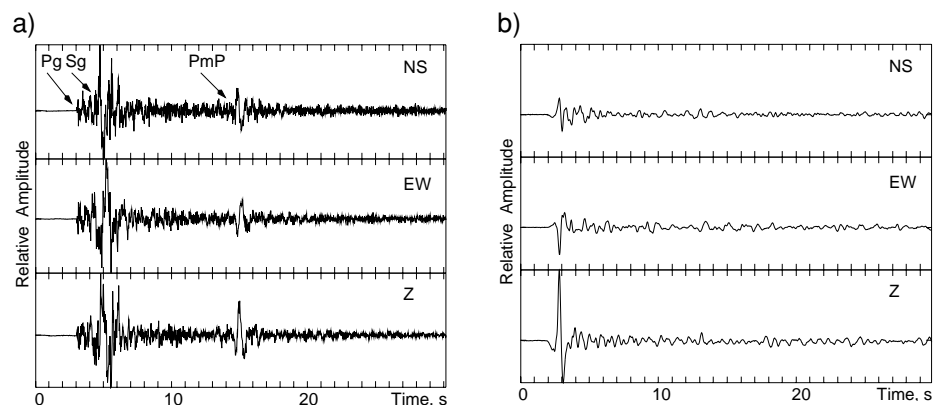 a)
Pg Sg
PmP
NS
EW
Z
Relative Amplitude
0
10
20
Time, s
b)
NS
EW
Z
Relative Amplitude
0
10
20
Time, s